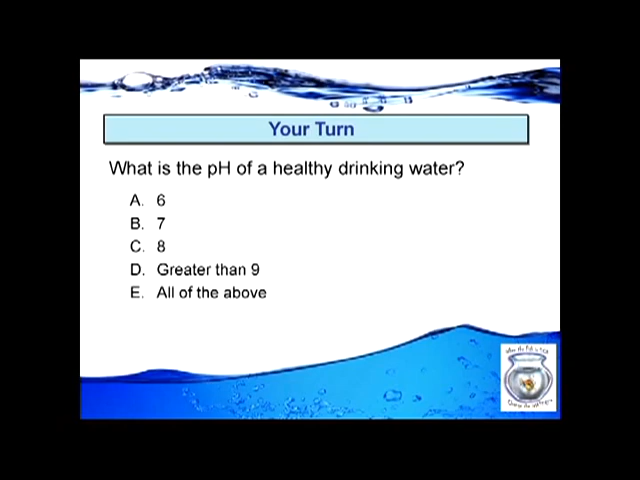 Your Turn
What is the pH of a healthy drinking water?
A. 6
B. 7
C. 8
D. Greater than 9
E. All of the above